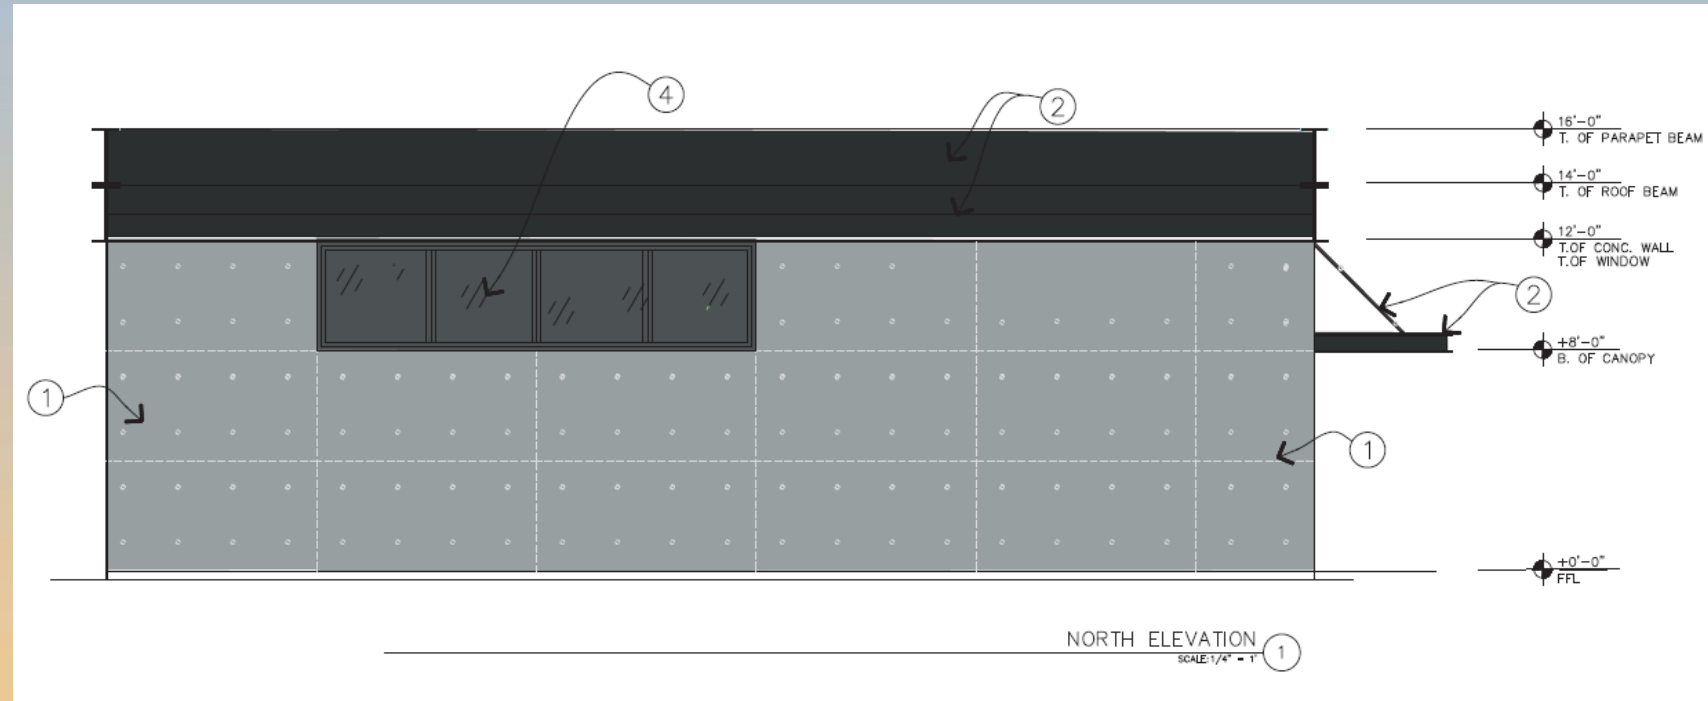 4
2
16'-0"
T. OF PARAPET BEAM
14'-0"
T. OF ROOF BEAM
12'-0"
T.OF CONC. WALL
T.OF WINDOW
2
+8'-0"
B. OF CANOPY
1
1
+0'-0"
FFL
NORTH ELEVATION
SCALE:1/4" = 1'
1